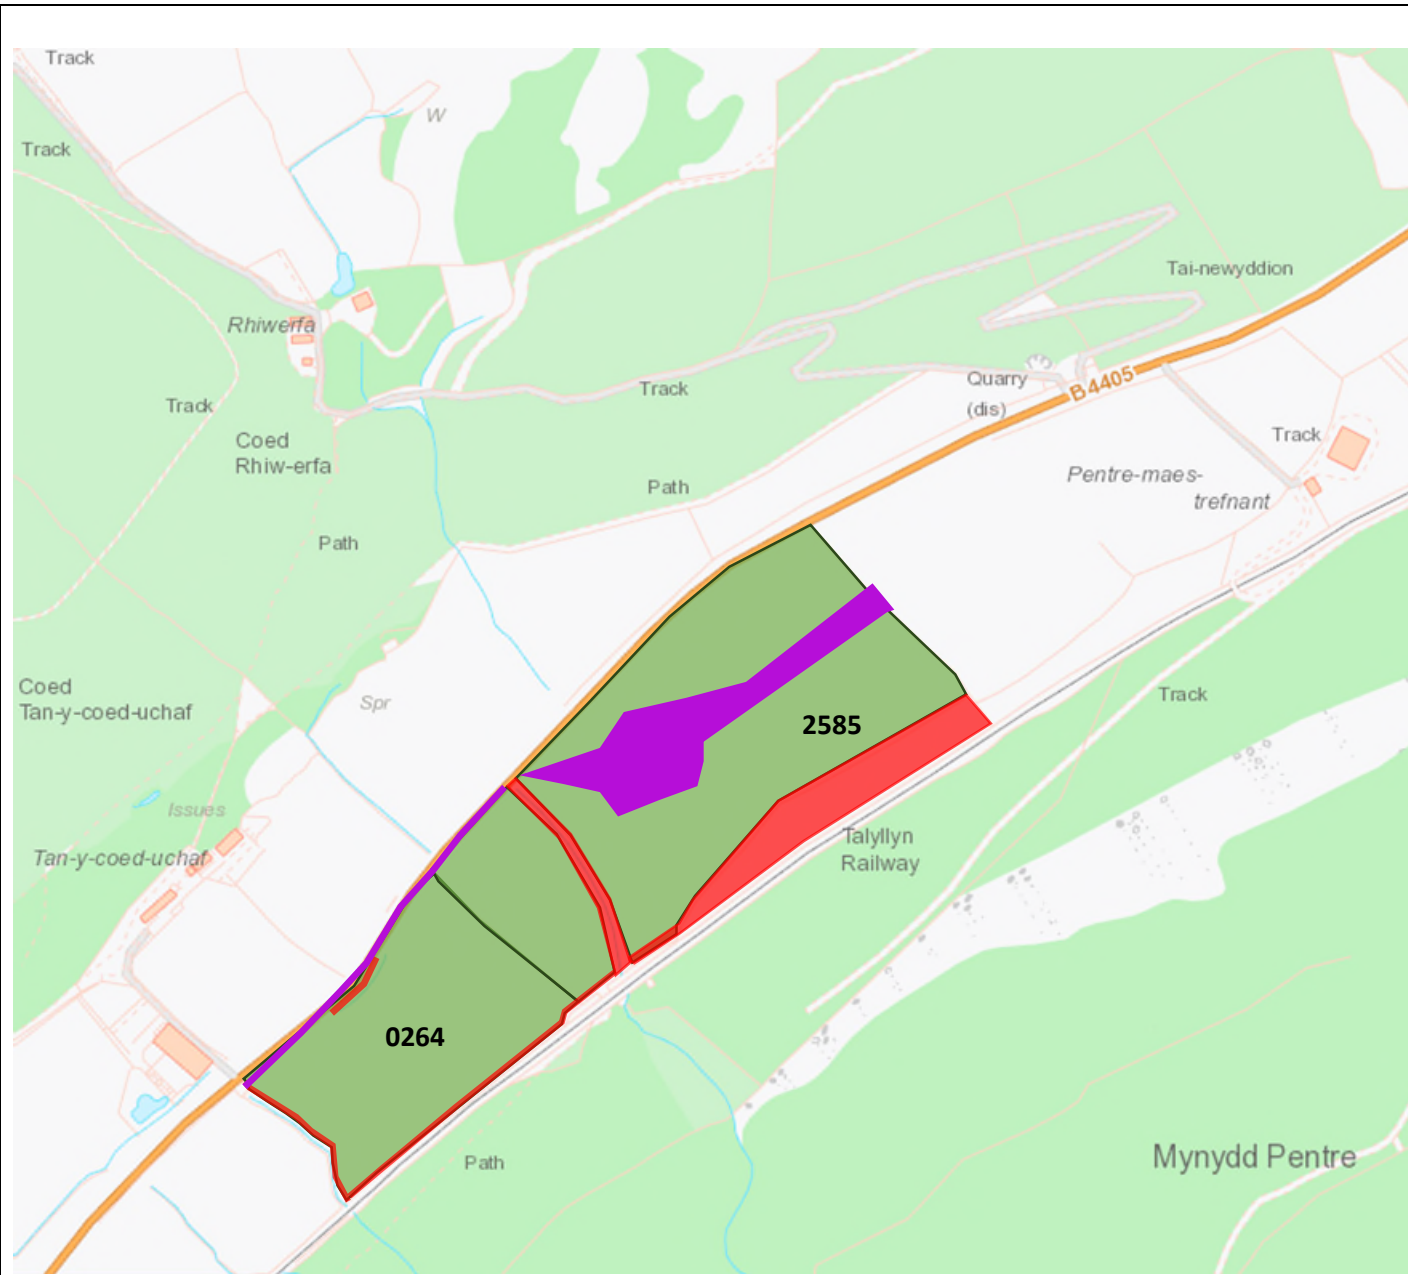 Track
W
Track
Tai-newyddion
Rhiwerfa
Quarry
(dis)
B 4405
Track
Track
Coed
Rhiw-erfa
Track
Pentre-maes-
trefnant
Path
Path
Coed
Tan-y-coed-uchaf
Spr
Track
2585
Issues
Tan-y-coed-uchaf
Talyllyn
Railway
0264
Path
Mynydd Pentre